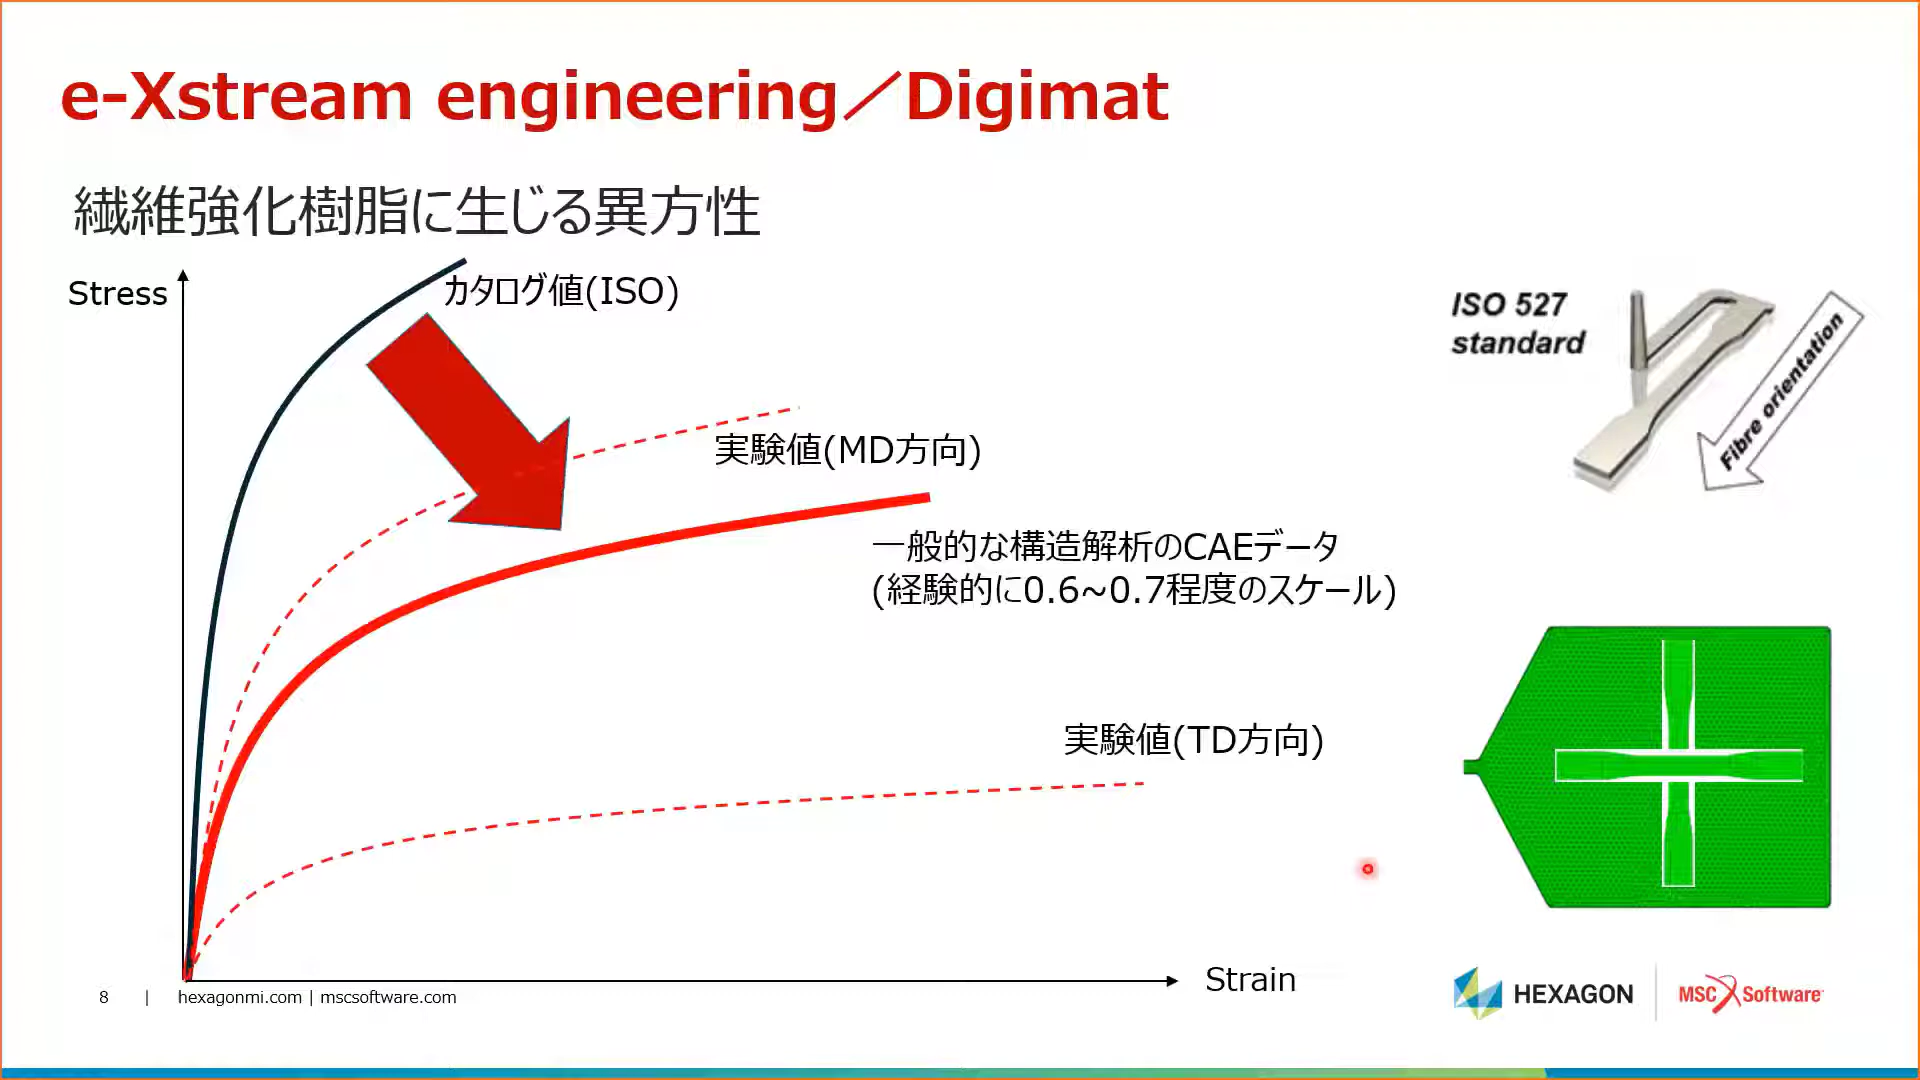 e-Xstream engineering／Digimat
繊維強化樹脂に生じる異方性
Stress
カタログ値(ISO)
ISO 527
standard
Fibre orientation
実験値(MD方向)
一般的な構造解析のCAEデータ
(経験的に0.6~0.7程度のスケール)
実験値(TD方向)
Strain
8 | hexagonmi.com | mscsoftware.com
HEXAGON
MSC Software